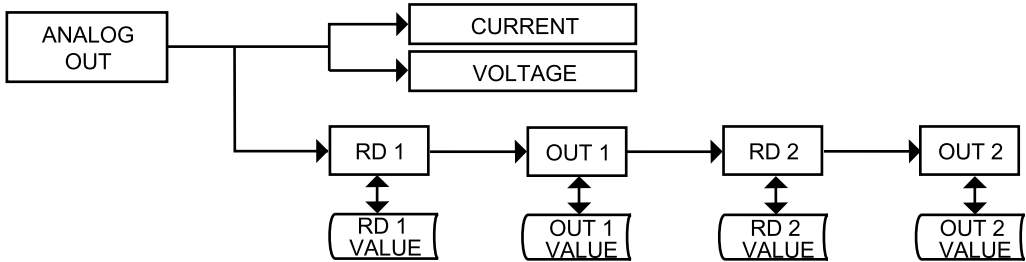 ANALOG
OUT
CURRENT
VOLTAGE
RD 1
OUT 1
RD 2
OUT 2
RD 1
VALUE
OUT 1
VALUE
RD 2
VALUE
OUT 2
VALUE